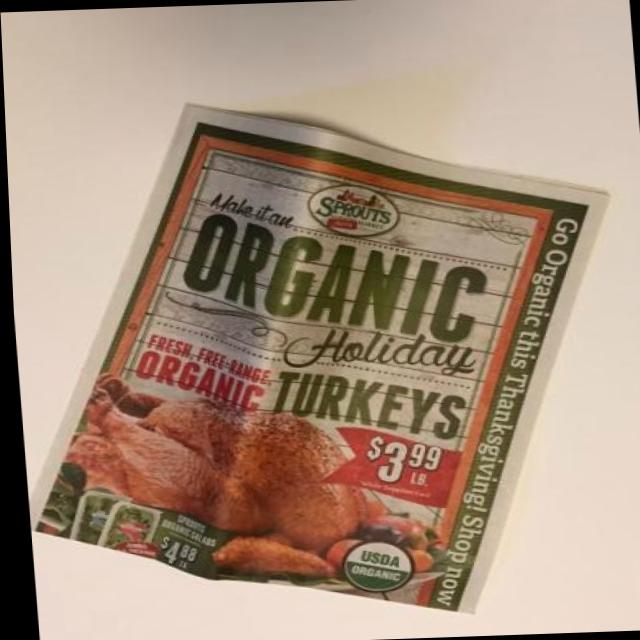 SPROUTS
Make it an
ORGANIC
Holiday
FRESH, FREE-RANGE
ORGANIC TURKEYS
$3.99
LB.
SPROUTS
ORGANIC SALADS
$4.88
USDA
ORGANIC
Go Organic this Thanksgiving! Shop now